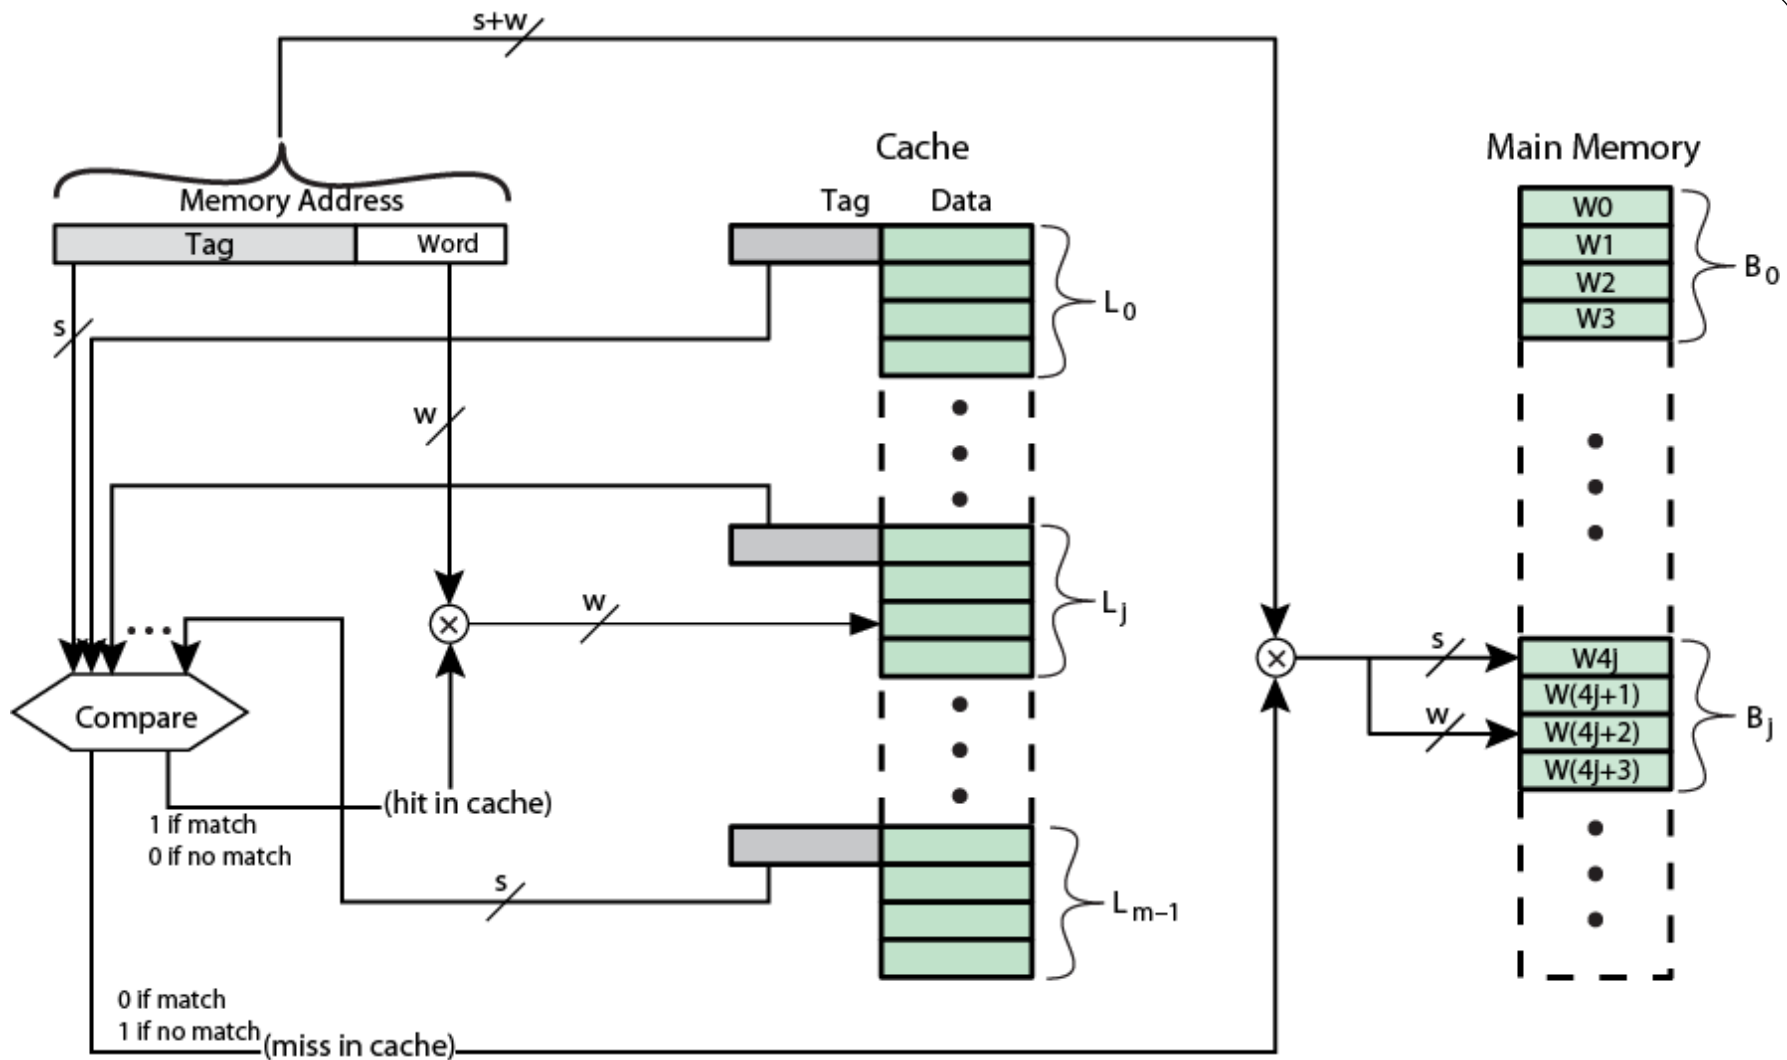 s+w
Cache
Main Memory
Memory Address
Tag Data
Tag Word
W0
W1
W2
W3
B0
L0
s
w
w
Lj
s
W4j
W(4j+1)
W(4j+2)
W(4j+3)
w
Bj
Compare
(hit in cache)
1 if match
0 if no match
s
Lm–1
0 if match
1 if no match
(miss in cache)